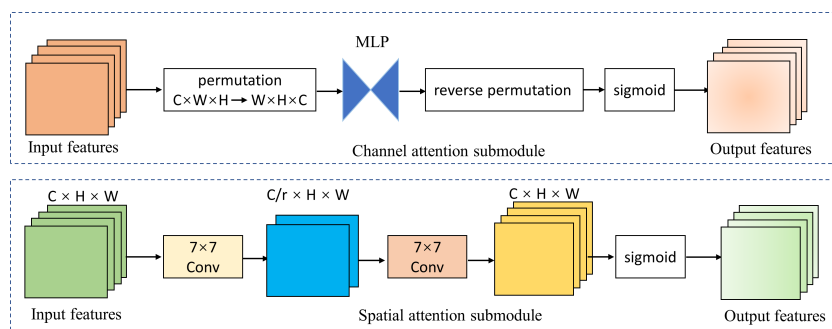 MLP
permutation
C×W×H → W×H×C
reverse permutation
sigmoid
Input features
Channel attention submodule
Output features
C × H × W
C/r × H × W
C × H × W
7×7
Conv
7×7
Conv
sigmoid
Input features
Spatial attention submodule
Output features